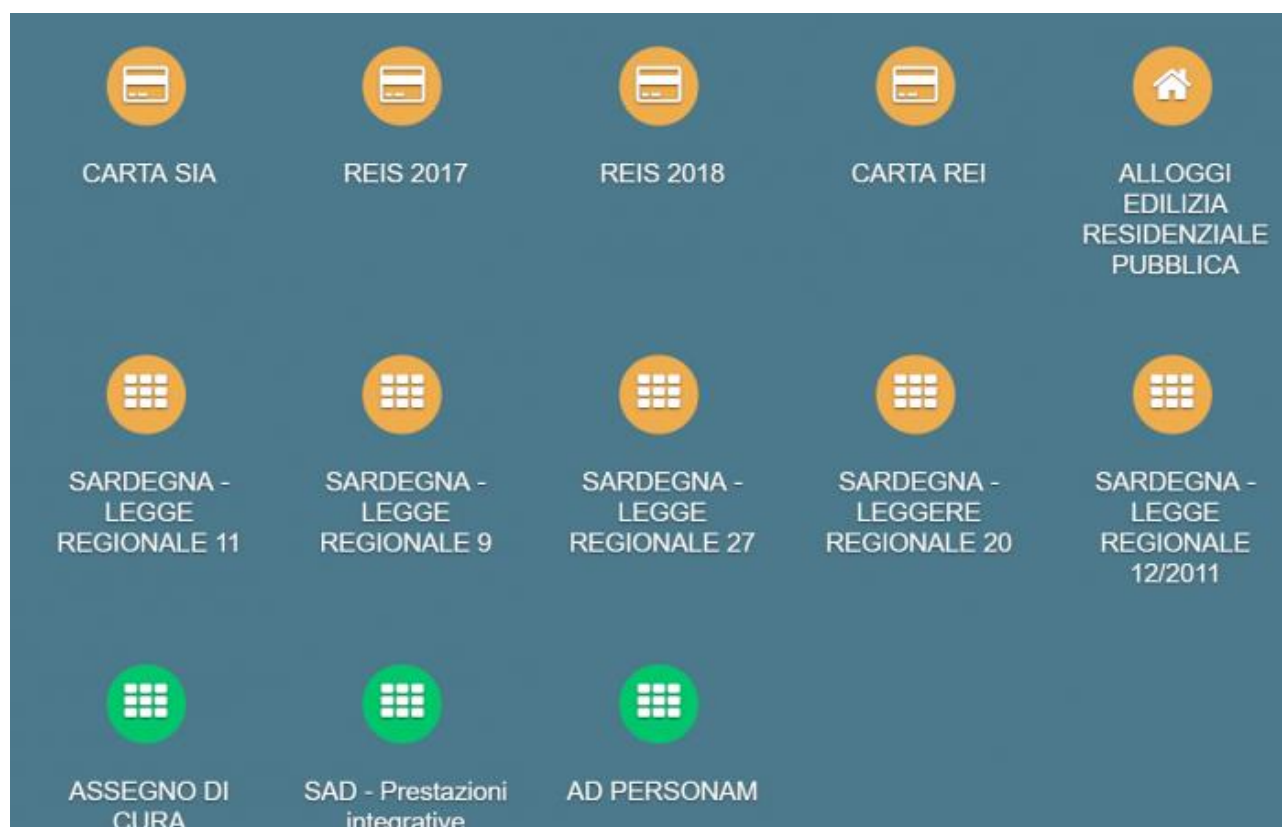 CARTA SIA
REIS 2017
REIS 2018
CARTA REI
ALLOGGI
EDILIZIA
RESIDENZIALE
PUBBLICA
SARDEGNA -
LEGGE
REGIONALE 11
SARDEGNA -
LEGGE
REGIONALE 9
SARDEGNA -
LEGGE
REGIONALE 27
SARDEGNA -
LEGGERE
REGIONALE 20
SARDEGNA -
LEGGE
REGIONALE
12/2011
ASSEGNO DI
CURA
SAD - Prestazioni
integrative
AD PERSONAM